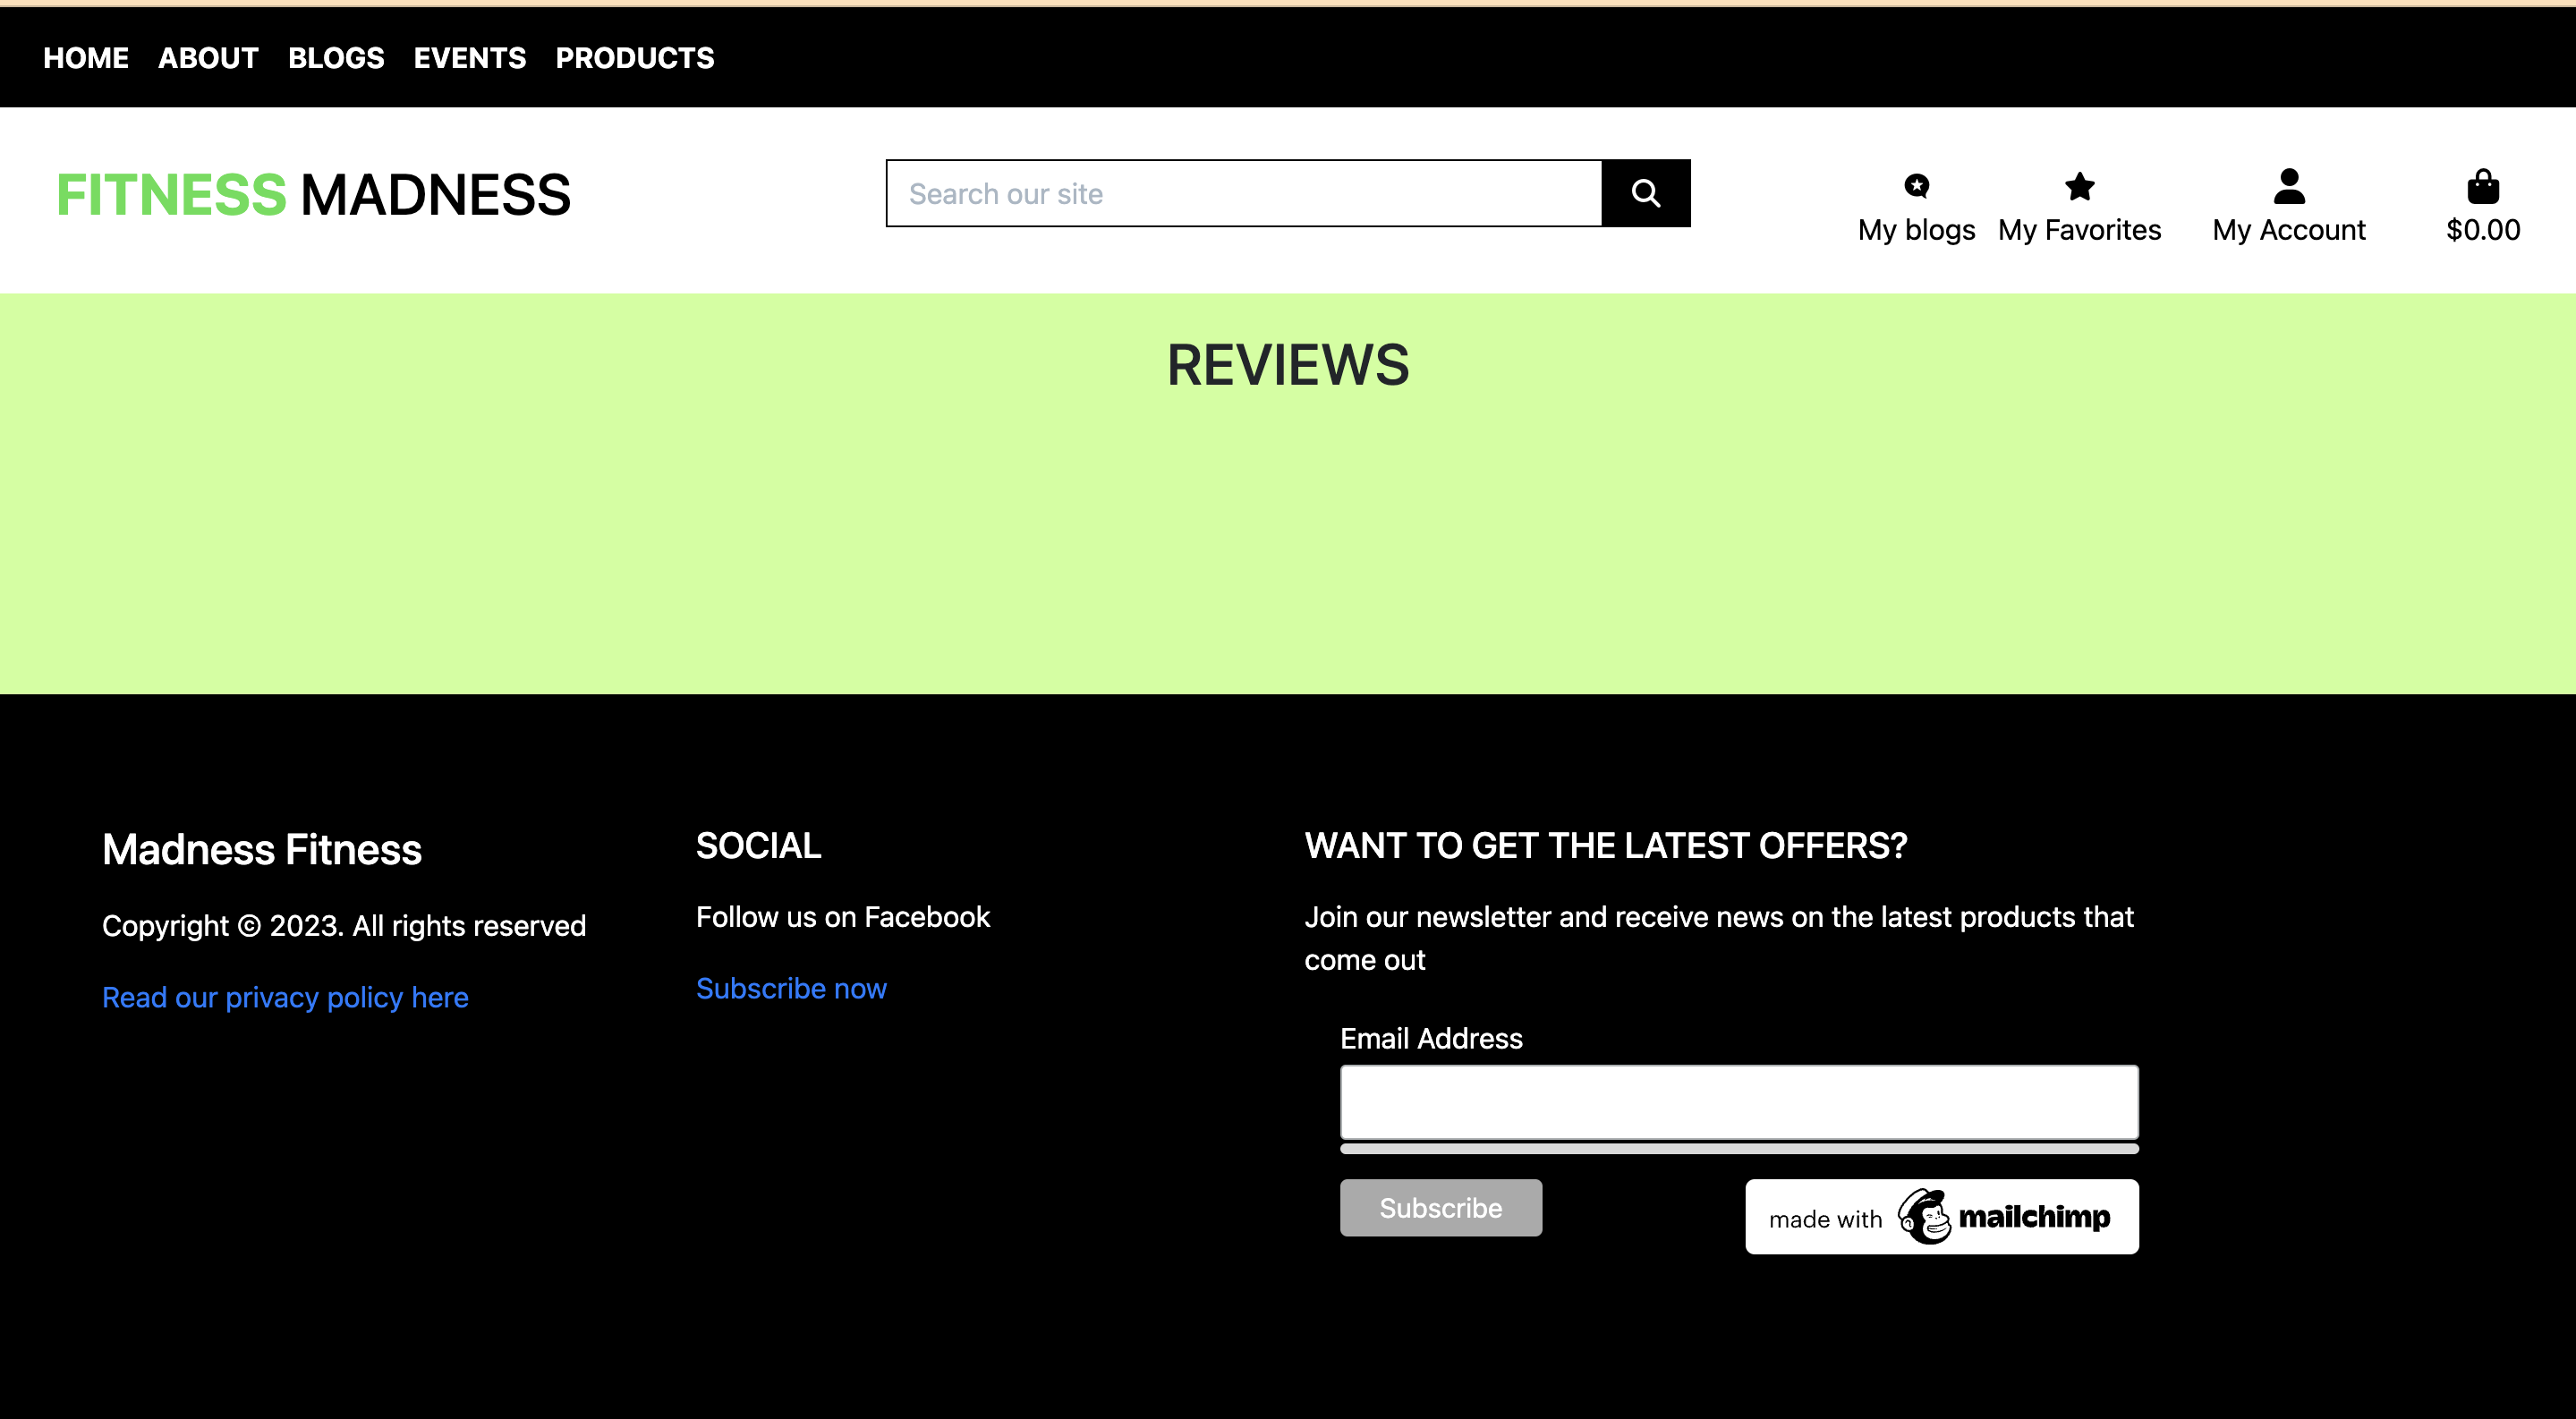 HOME ABOUT BLOGS EVENTS PRODUCTS
FITNESS MADNESS
Search our site
My blogs My Favorites My Account $0.00
REVIEWS
Madness Fitness
Copyright © 2023. All rights reserved
Read our privacy policy here
SOCIAL
Follow us on Facebook
Subscribe now
WANT TO GET THE LATEST OFFERS?
Join our newsletter and receive news on the latest products that
come out
Email Address
Subscribe
made with mailchimp